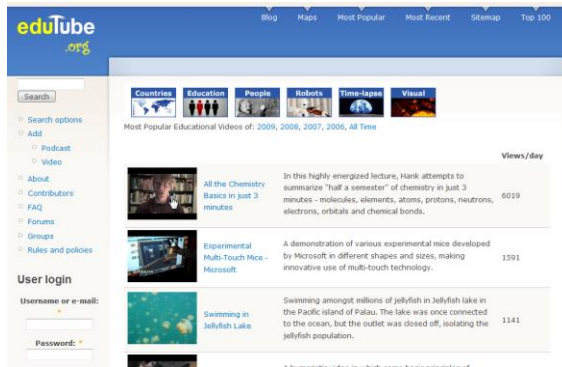 eduTube
.org
Blog
Maps
Most Popular
Most Recent
Sitemap
Top 100
Search
Search options
Add
Podcast
Video
About
Contributors
FAQ
Forums
Groups
Rules and policies
User login
Username or e-mail:
*
Password: *
Countries
Education
People
Robots
Time-lapse
Visual
Most Popular Educational Videos of: 2009, 2008, 2007, 2006, All Time
Views/day
All the Chemistry
Basics in just 3
minutes
In this highly energized lecture, Hank attempts to
summarize "half a semester" of chemistry in just 3
minutes - molecules, elements, atoms, protons, neutrons,
electrons, orbitals and chemical bonds.
6019
Experimental
Multi-Touch Mice -
Microsoft
A demonstration of various experimental mice developed
by Microsoft in different shapes and sizes, making
innovative use of multi-touch technology.
1591
Swimming in
Jellyfish Lake
Swimming amongst millions of jellyfish in Jellyfish lake in
the Pacific island of Palau. The lake was once connected
to the ocean, but the outlet was closed off, isolating the
jellyfish population.
1141